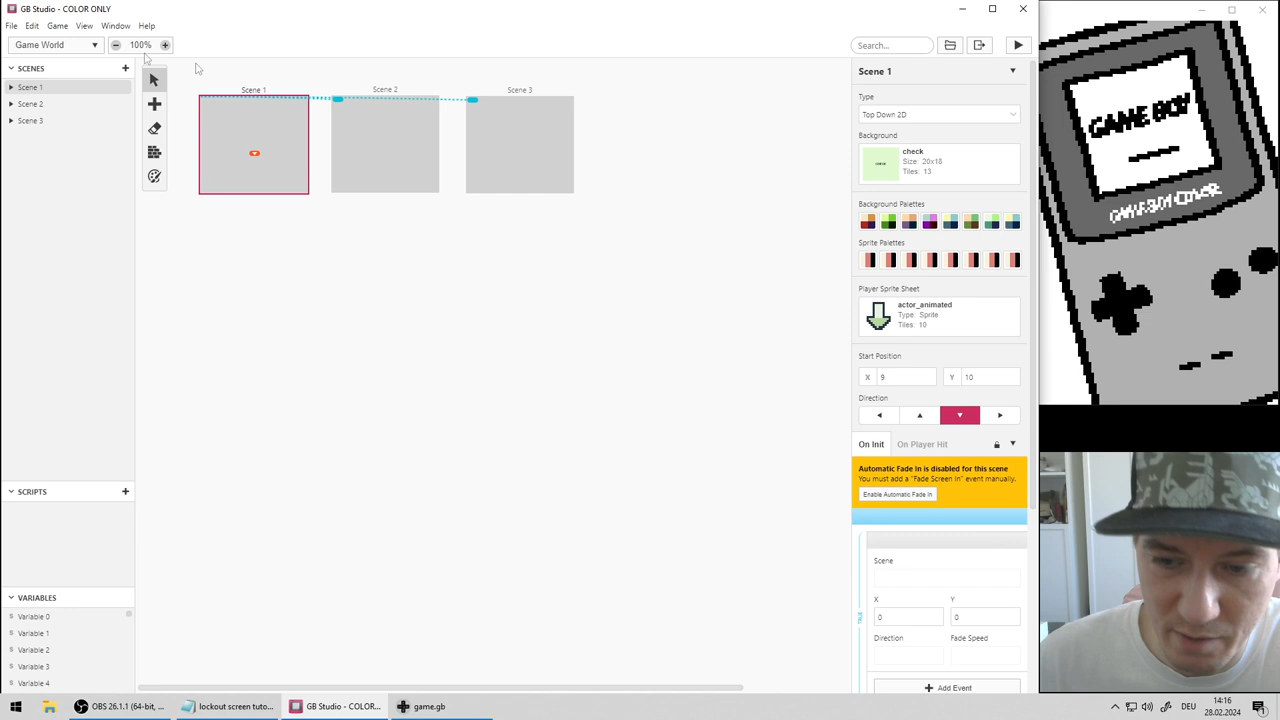 GB Studio - COLOR ONLY
File Edit Game View Window Help
Game World
100%
Search...
SCENES
Scene 1
Scene 2
Scene 3
Scene 1
Scene 2
Scene 3
SCRIPTS
VARIABLES
Variable 0
Variable 1
Variable 2
Variable 3
Variable 4
Scene 1
Type
Top Down 2D
Background
check
Size: 20x18
Tiles: 13
Background Palettes
Sprite Palettes
Player Sprite Sheet
actor_animated
Type: Sprite
Tiles: 10
Start Position
X 9 Y 10
Direction
On Init On Player Hit
Automatic Fade In is disabled for this scene
You must add a "Fade Screen In" event manually.
Enable Automatic Fade In
TRUE
Scene
X Y
0 0
Direction Fade Speed
Add Event
GAME BOY
OBS 26.1.1 (64-bit, ...
lockout screen tuto...
GB Studio - COLOR...
game.gb
DEU
14:16
28.02.2024
1